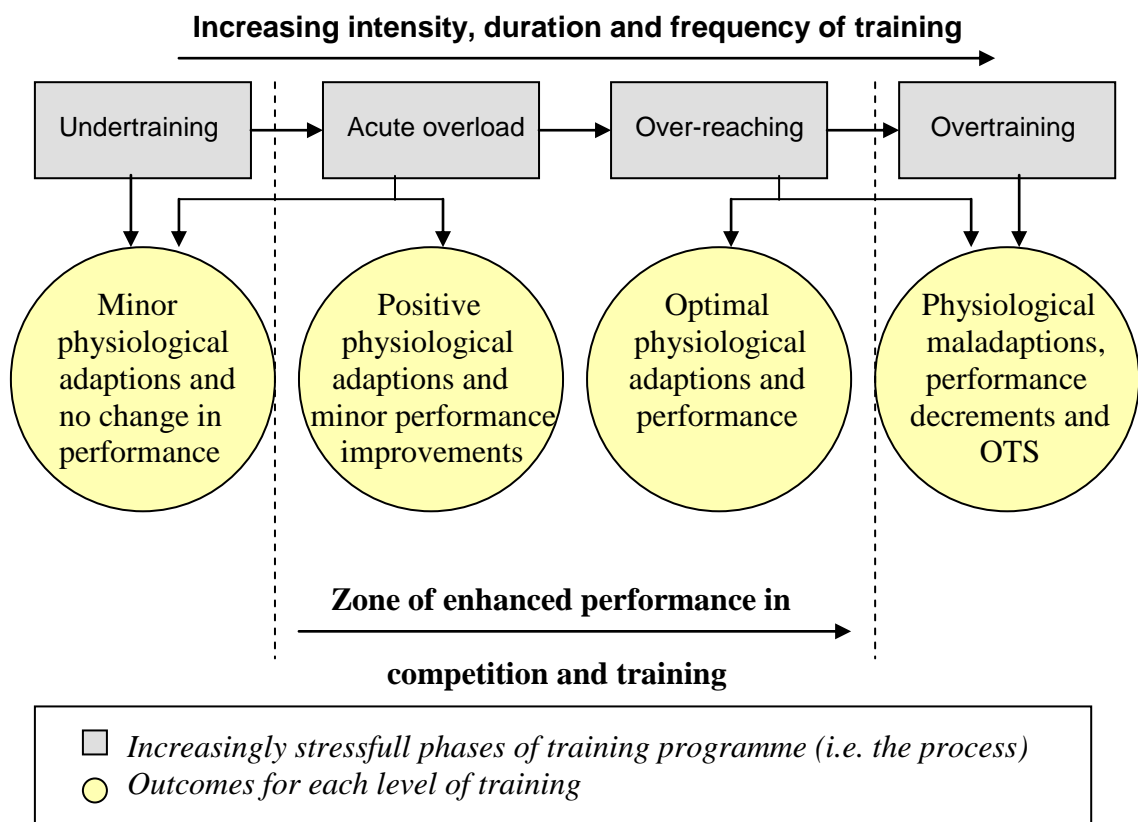 Increasing intensity, duration and frequency of training
Undertraining
Acute overload
Over-reaching
Overtraining
Minor
physiological
adaptions and
no change in
performance
Positive
physiological
adaptions and
minor performance
improvements
Optimal
physiological
adaptions and
performance
Physiological
maladaptions,
performance
decrements and
OTS
Zone of enhanced performance in
competition and training
Increasingly stressfull phases of training programme (i.e. the process)
Outcomes for each level of training